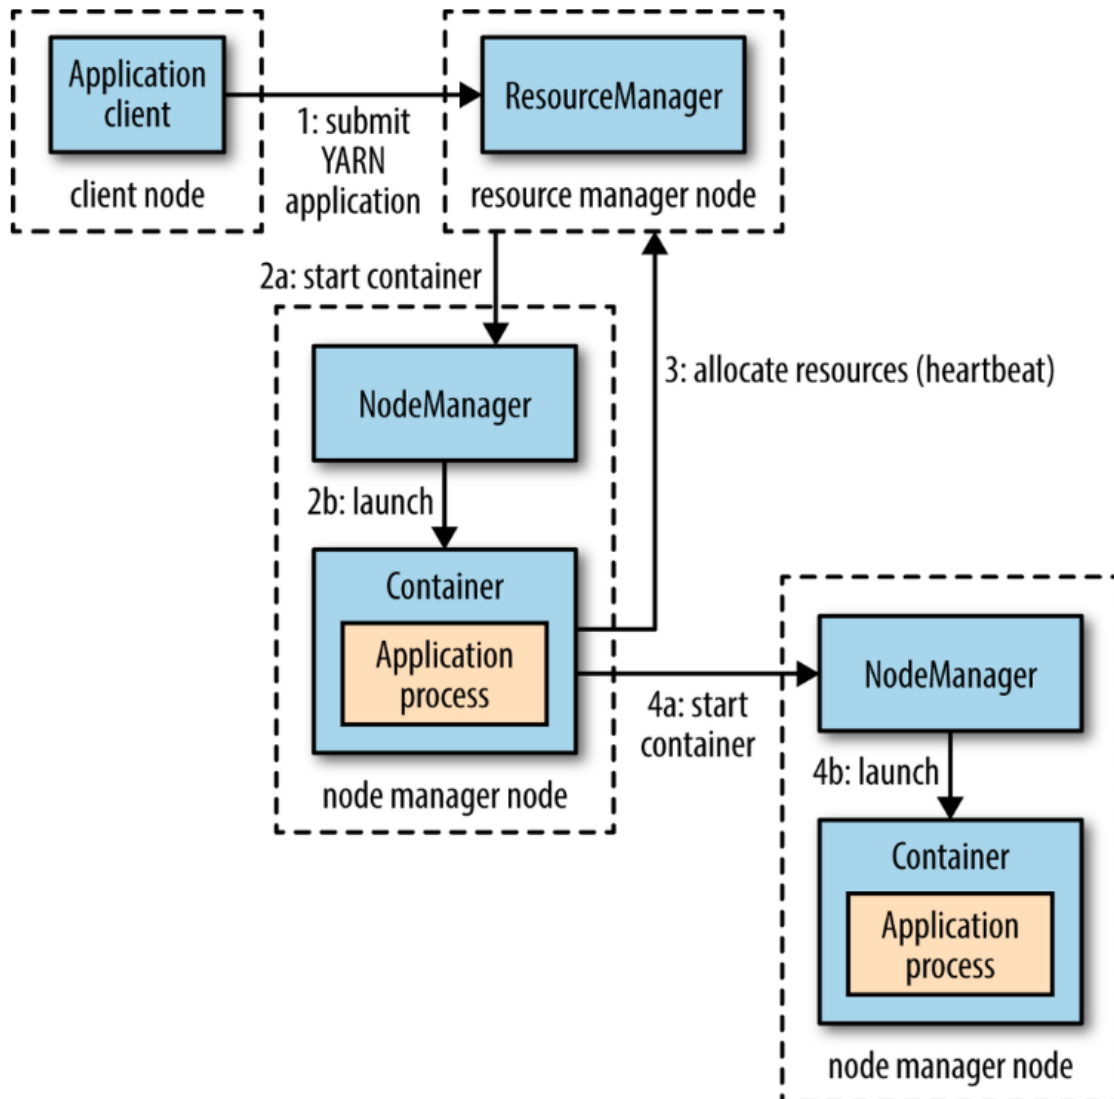 Application
client
client node
1: submit
YARN
application
ResourceManager
resource manager node
2a: start container
NodeManager
2b: launch
Container
Application
process
node manager node
3: allocate resources (heartbeat)
4a: start
container
NodeManager
4b: launch
Container
Application
process
node manager node